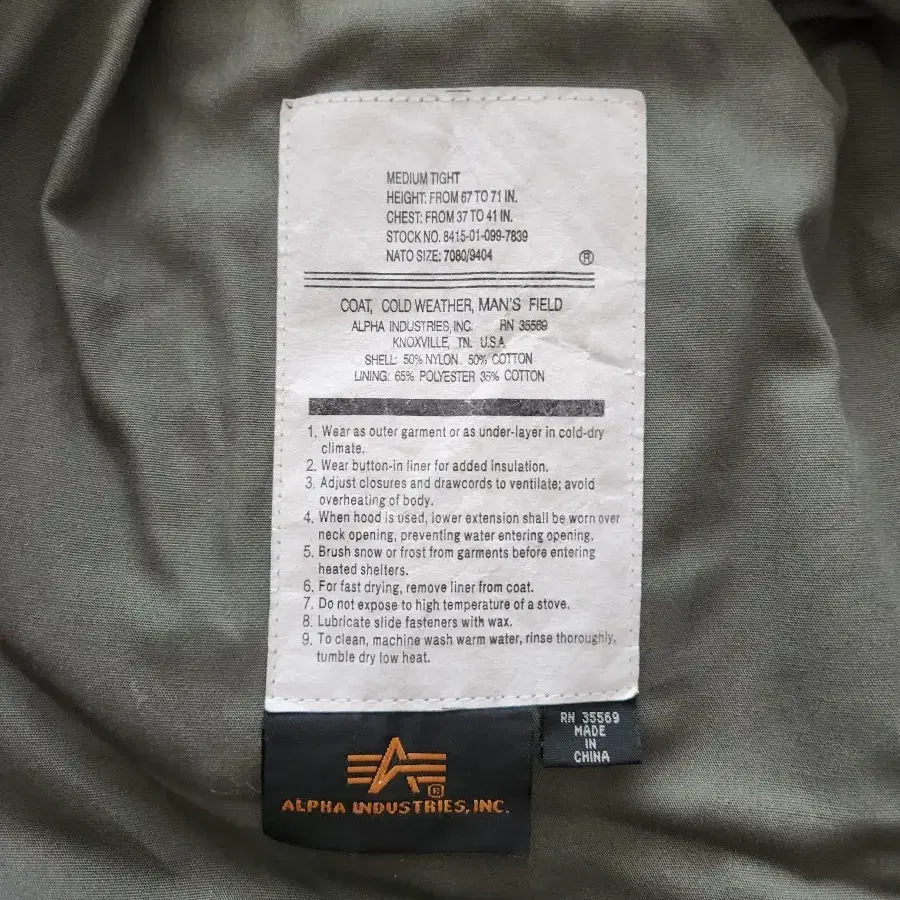 MEDIUM TIGHT
HEIGHT: FROM 67 TO 71 IN.
CHEST: FROM 37 TO 41 IN.
STOCK NO. 8415-01-099-7839
NATO SIZE: 7080/9404
®
COAT, COLD WEATHER, MAN'S FIELD
ALPHA INDUSTRIES, INC. RN 35569
KNOXVILLE, TN. U.S.A.
SHELL: 50% NYLON 50% COTTON
LINING: 65% POLYESTER 35% COTTON
1. Wear as outer garment or as under-layer in cold-dry
climate.
2. Wear button-in liner for added insulation.
3. Adjust closures and drawcords to ventilate; avoid
overheating of body.
4. When hood is used, lower extension shall be worn over
neck opening, preventing water entering opening.
5. Brush snow or frost from garments before entering
heated shelters.
6. For fast drying, remove liner from coat.
7. Do not expose to high temperature of a stove.
8. Lubricate slide fasteners with wax.
9. To clean, machine wash warm water, rinse thoroughly,
tumble dry low heat.
RN 35569
MADE
IN
CHINA
®
ALPHA INDUSTRIES, INC.